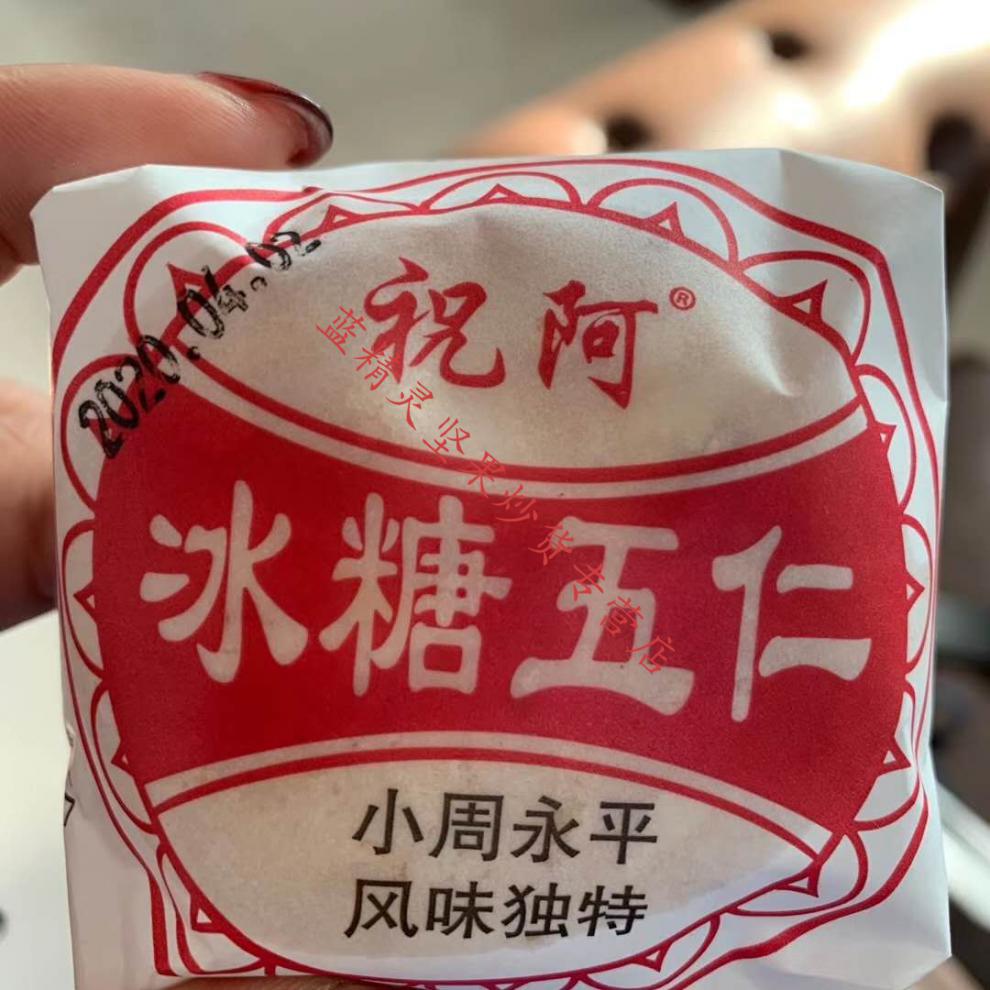 2020.04.02
祝阿®
蓝精灵坚果炒货专营店
冰糖五仁
小周永平
风味独特